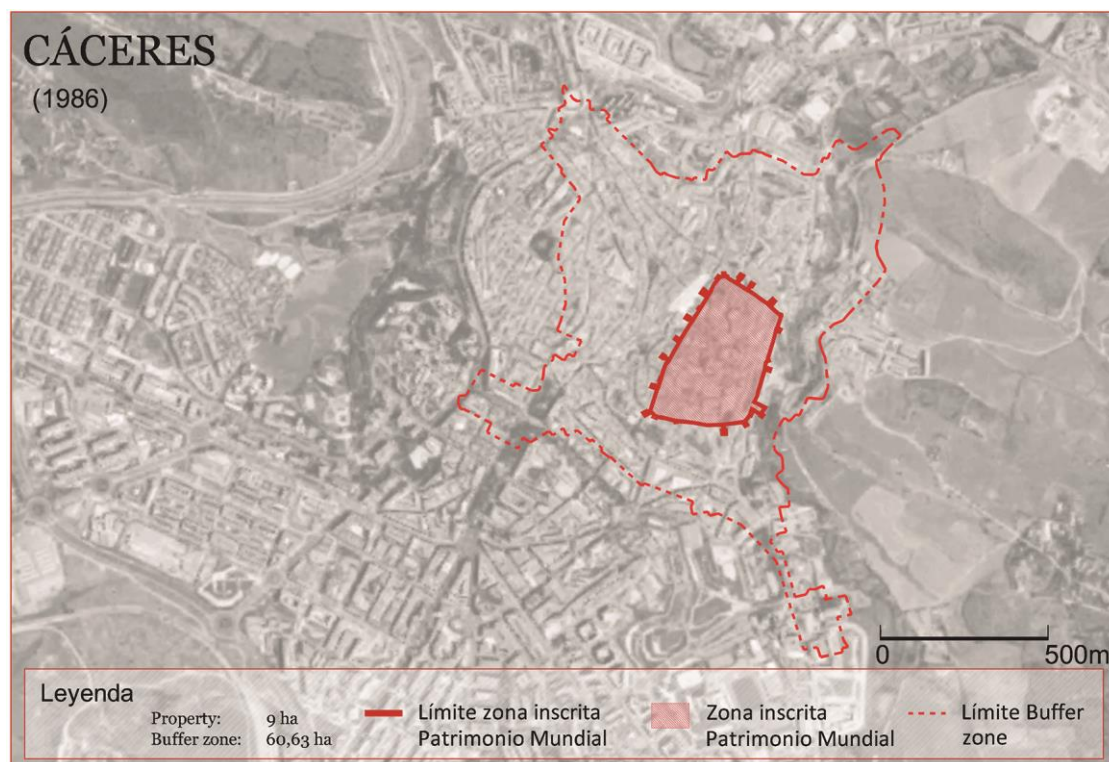 CÁCERES
(1986)
0 500m
Leyenda
Property: 9 ha
Buffer zone: 60,63 ha
Límite zona inscrita
Patrimonio Mundial
Zona inscrita
Patrimonio Mundial
Límite Buffer
zone